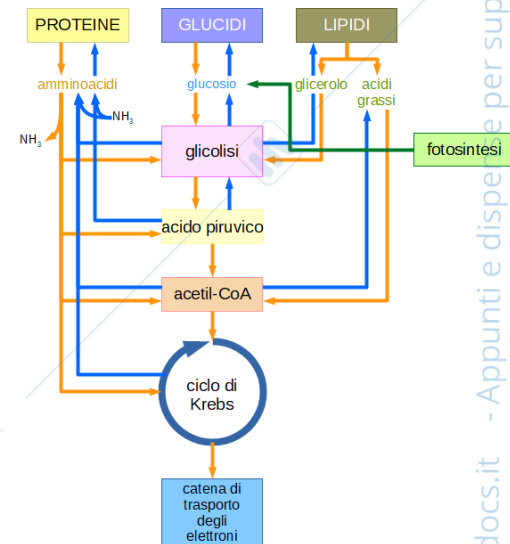 PROTEINE
GLUCIDI
LIPIDI
amminoacidi
glucosio
glicerolo
acidi
grassi
NH3
NH3
glicolisi
fotosintesi
acido piruvico
acetil-CoA
ciclo di
Krebs
catena di
trasporto
degli
elettroni
docs.it - Appunti e dispense per sup